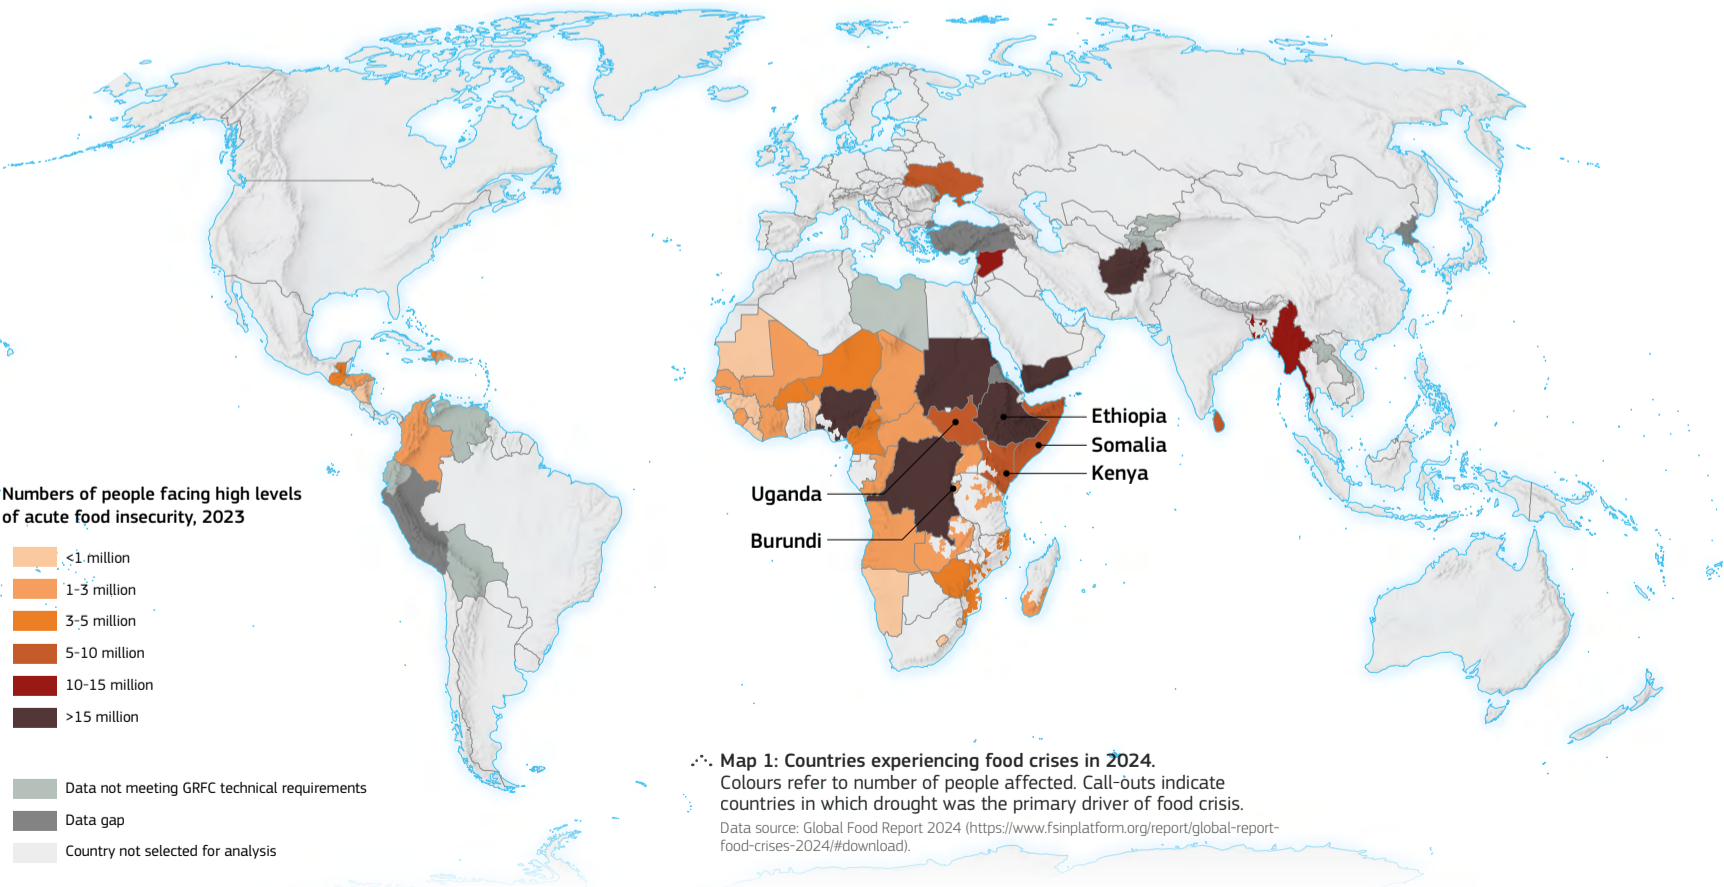 Ethiopia
Somalia
Kenya
Uganda
Burundi
Numbers of people facing high levels
of acute food insecurity, 2023
<1 million
1-3 million
3-5 million
5-10 million
10-15 million
>15 million
Data not meeting GRFC technical requirements
Data gap
Country not selected for analysis
Map 1: Countries experiencing food crises in 2024.
Colours refer to number of people affected. Call-outs indicate
countries in which drought was the primary driver of food crisis.
Data source: Global Food Report 2024 (https://www.fsinplatform.org/report/global-report-
food-crises-2024/#download).